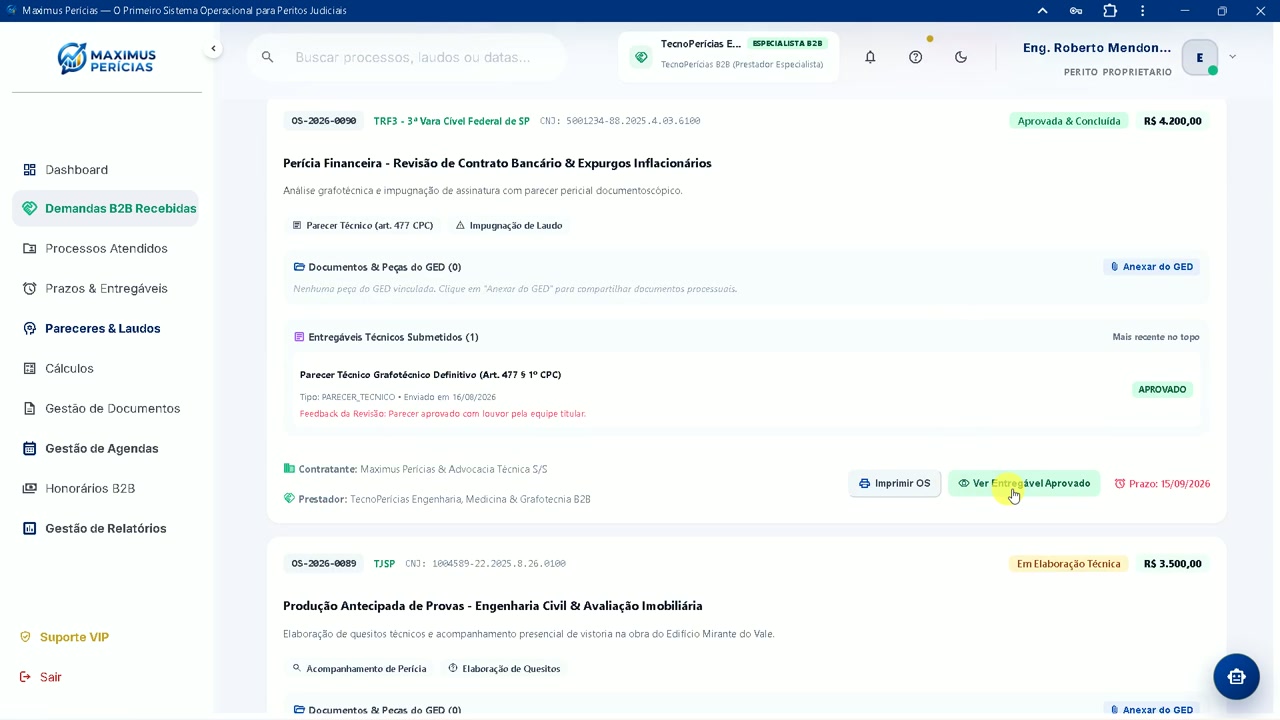 Maximus Perícias — O Primeiro Sistema Operacional para Peritos Judiciais
MAXIMUS
PERÍCIAS
Buscar processos, laudos ou datas...
TecnoPerícias E... ESPECIALISTA B2B
TecnoPerícias B2B (Prestador Especialista)
Eng. Roberto Mendon...
PERITO PROPRIETARIO
E
Dashboard
Demandas B2B Recebidas
Processos Atendidos
Prazos & Entregáveis
Pareceres & Laudos
Cálculos
Gestão de Documentos
Gestão de Agendas
Honorários B2B
Gestão de Relatórios
Suporte VIP
Sair
OS-2026-0090 TRF3 - 3ª Vara Cível Federal de SP CNJ: 5001234-88.2025.4.03.6100 Aprovada & Concluída R$ 4.200,00
Perícia Financeira - Revisão de Contrato Bancário & Expurgos Inflacionários
Análise grafotécnica e impugnação de assinatura com parecer pericial documentoscópico.
Parecer Técnico (art. 477 CPC) Impugnação de Laudo
Documentos & Peças do GED (0) Anexar do GED
Nenhuma peça do GED vinculada. Clique em "Anexar do GED" para compartilhar documentos processuais.
Entregáveis Técnicos Submetidos (1) Mais recente no topo
Parecer Técnico Grafotécnico Definitivo (Art. 477 § 1º CPC)
Tipo: PARECER_TECNICO • Enviado em 16/08/2026 APROVADO
Feedback da Revisão: Parecer aprovado com louvor pela equipe titular.
Contratante: Maximus Perícias & Advocacia Técnica S/S
Imprimir OS Ver Entregável Aprovado Prazo: 15/09/2026
Prestador: TecnoPerícias Engenharia, Medicina & Grafotecnia B2B
OS-2026-0089 TJSP CNJ: 1004589-22.2025.8.26.0100 Em Elaboração Técnica R$ 3.500,00
Produção Antecipada de Provas - Engenharia Civil & Avaliação Imobiliária
Elaboração de quesitos técnicos e acompanhamento presencial de vistoria na obra do Edifício Mirante do Vale.
Acompanhamento de Perícia Elaboração de Quesitos
Documentos & Peças do GED (0) Anexar do GED